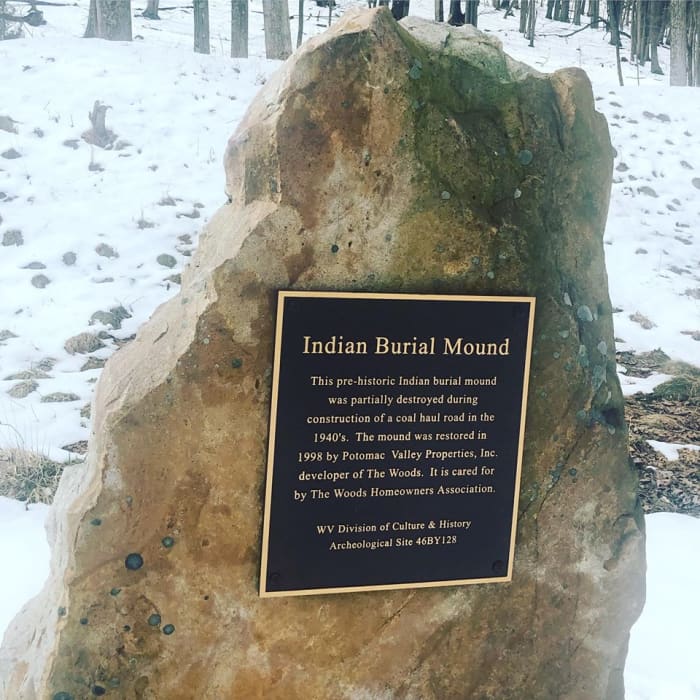 Indian Burial Mound
This pre-historic Indian burial mound
was partially destroyed during
construction of a coal haul road in the
1940's. The mound was restored in
1998 by Potomac Valley Properties, Inc.
developer of The Woods. It is cared for
by The Woods Homeowners Association.
WV Division of Culture & History
Archeological Site 46BY128